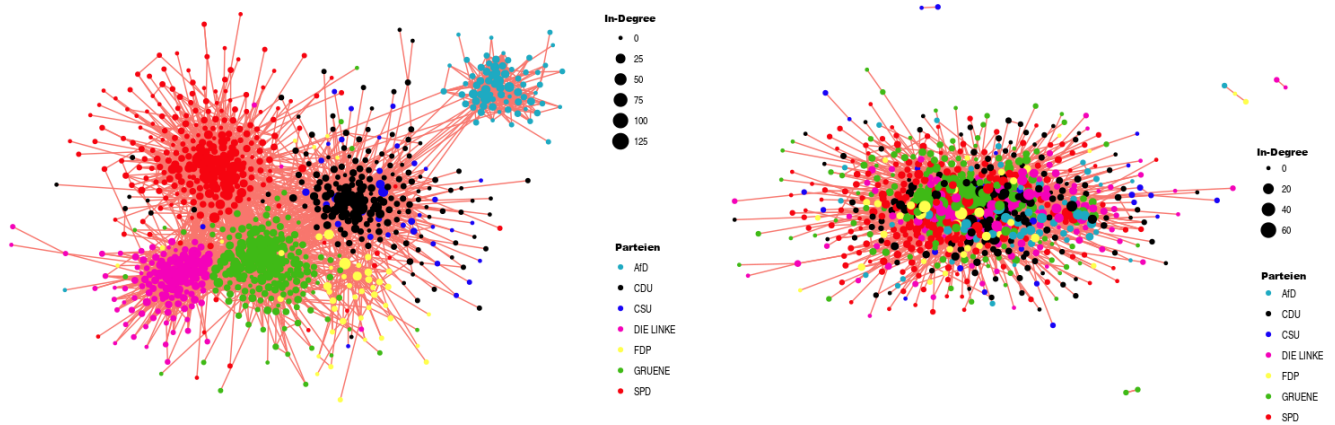 In-Degree
0
25
50
75
100
125
Parteien
AfD
CDU
CSU
DIE LINKE
FDP
GRUENE
SPD
In-Degree
0
20
40
60
Parteien
AfD
CDU
CSU
DIE LINKE
FDP
GRUENE
SPD